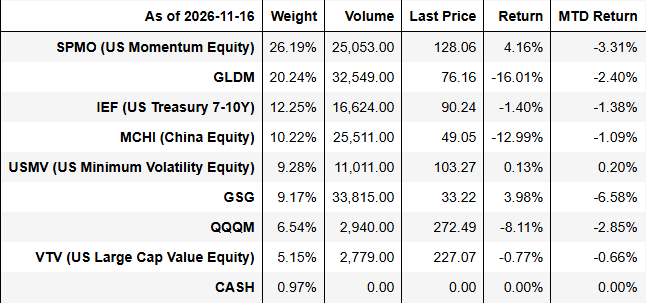 As of 2026-11-16 Weight Volume Last Price Return MTD Return
SPMO (US Momentum Equity) 26.19% 25,053.00 128.06 4.16% -3.31%
GLDM 20.24% 32,549.00 76.16 -16.01% -2.40%
IEF (US Treasury 7-10Y) 12.25% 16,624.00 90.24 -1.40% -1.38%
MCHI (China Equity) 10.22% 25,511.00 49.05 -12.99% -1.09%
USMV (US Minimum Volatility Equity) 9.28% 11,011.00 103.27 0.13% 0.20%
GSG 9.17% 33,815.00 33.22 3.98% -6.58%
QQQM 6.54% 2,940.00 272.49 -8.11% -2.85%
VTV (US Large Cap Value Equity) 5.15% 2,779.00 227.07 -0.77% -0.66%
CASH 0.97% 0.00 0.00 0.00% 0.00%